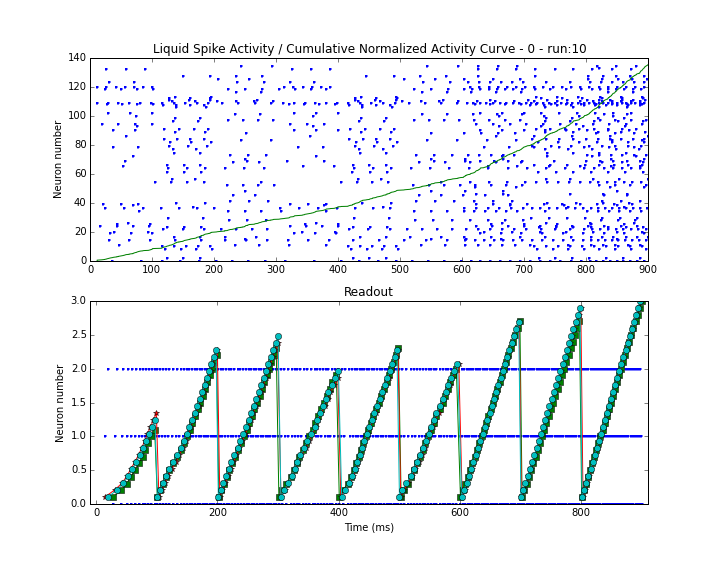 Liquid Spike Activity / Cumulative Normalized Activity Curve - 0 - run:10
140
120
100
80
60
40
20
0
Neuron number
0 100 200 300 400 500 600 700 800 900
Readout
3.0
2.5
2.0
1.5
1.0
0.5
0.0
Neuron number
0 200 400 600 800
Time (ms)